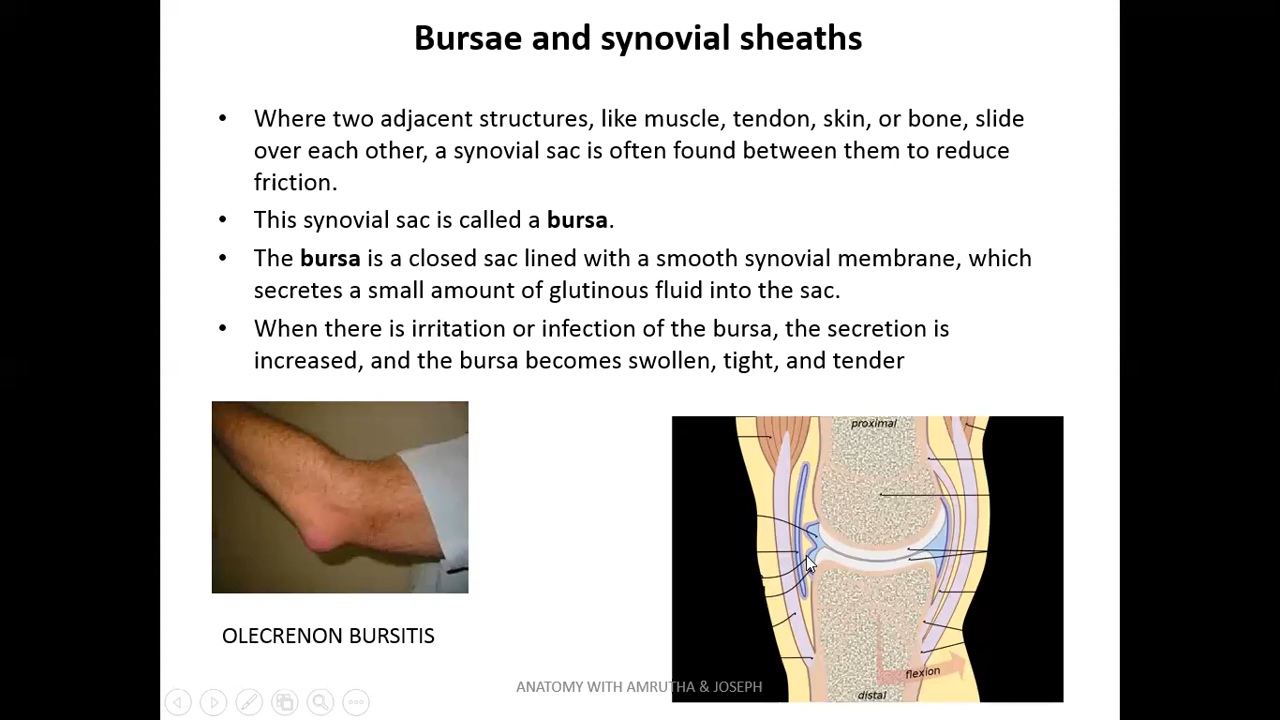 Bursae and synovial sheaths
• Where two adjacent structures, like muscle, tendon, skin, or bone, slide
over each other, a synovial sac is often found between them to reduce
friction.
• This synovial sac is called a bursa.
• The bursa is a closed sac lined with a smooth synovial membrane, which
secretes a small amount of glutinous fluid into the sac.
• When there is irritation or infection of the bursa, the secretion is
increased, and the bursa becomes swollen, tight, and tender
proximal
OLECRENON BURSITIS
flexion
ANATOMY WITH AMRUTHA & JOSEPH
distal